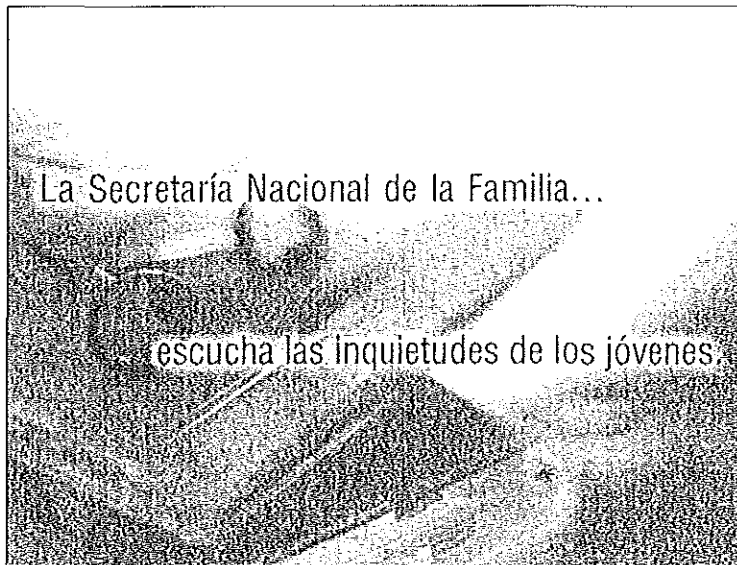 La Secretaría Nacional de la Familia...
escucha las inquietudes de los jóvenes.